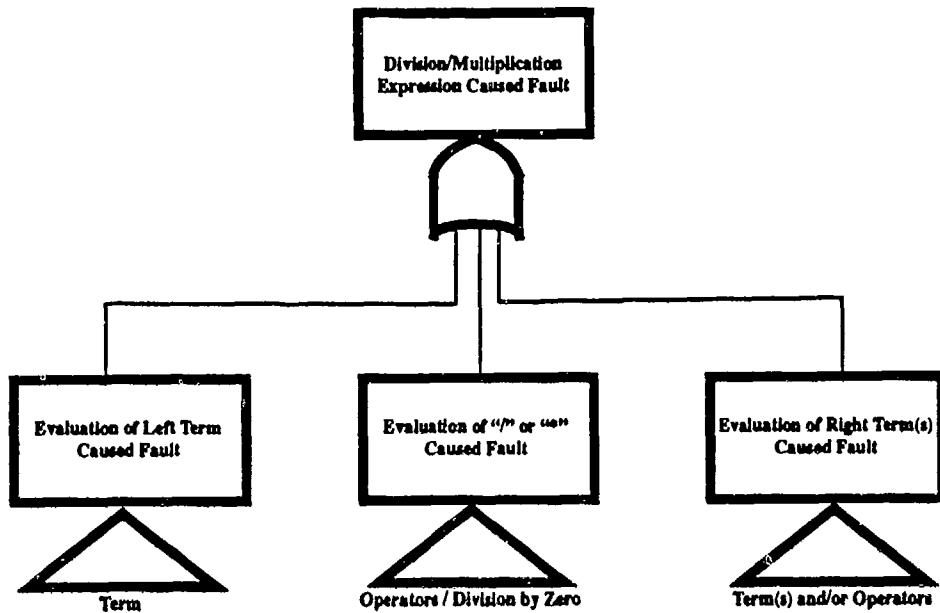 Division/Multiplication
Expression Caused Fault
Evaluation of Left Term
Caused Fault
Evaluation of “/” or “*”
Caused Fault
Evaluation of Right Term(s)
Caused Fault
Term
Operators / Division by Zero
Term(s) and/or Operators